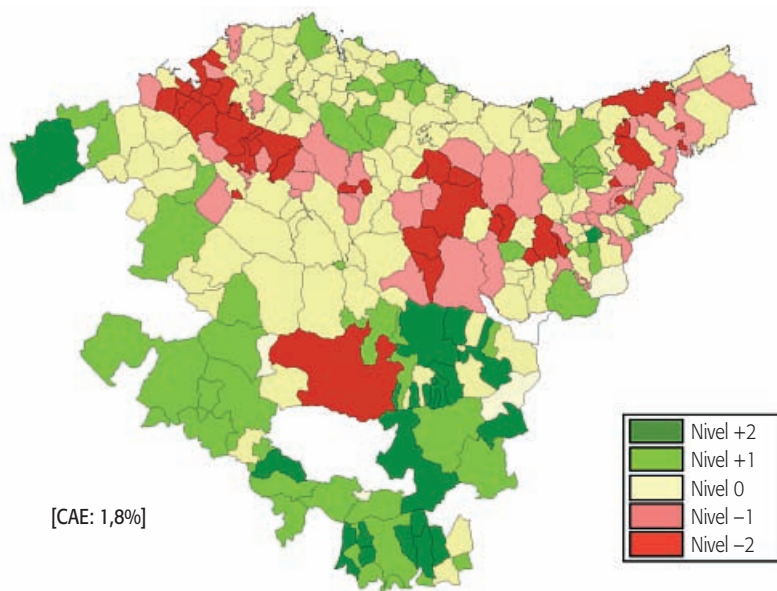 Nivel +2
Nivel +1
Nivel 0
Nivel –1
Nivel –2
[CAE: 1,8%]